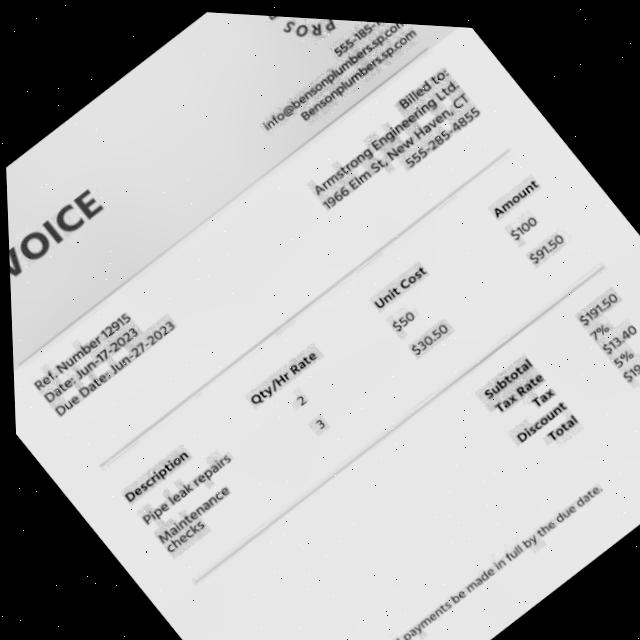 PROS
555-185-
info@bensonplumbers.sp.com
Bensonplumbers.sp.com
VOICE
Billed to:
Armstrong Engineering Ltd.
1966 Elm St, New Haven, CT
555-285-4855
Ref. Number 12915
Date: Jun-17-2023
Due Date: Jun-27-2023
Description Qty/Hr Rate Unit Cost Amount
Pipe leak repairs 2 $50 $100
Maintenance 3 $30.50 $91.50
checks
Subtotal $191.50
Tax Rate 7%
Tax $13.40
Discount 5%
Total $19
payments be made in full by the due date.